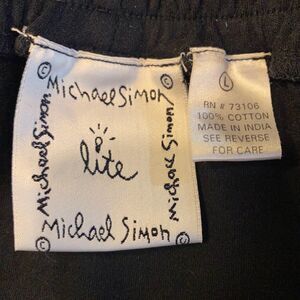 © Michael Simon
© Michael Simon
lite
Michael Simon ©
Michael Simon ©
L
RN # 73106
100% COTTON
MADE IN INDIA
SEE REVERSE
FOR CARE